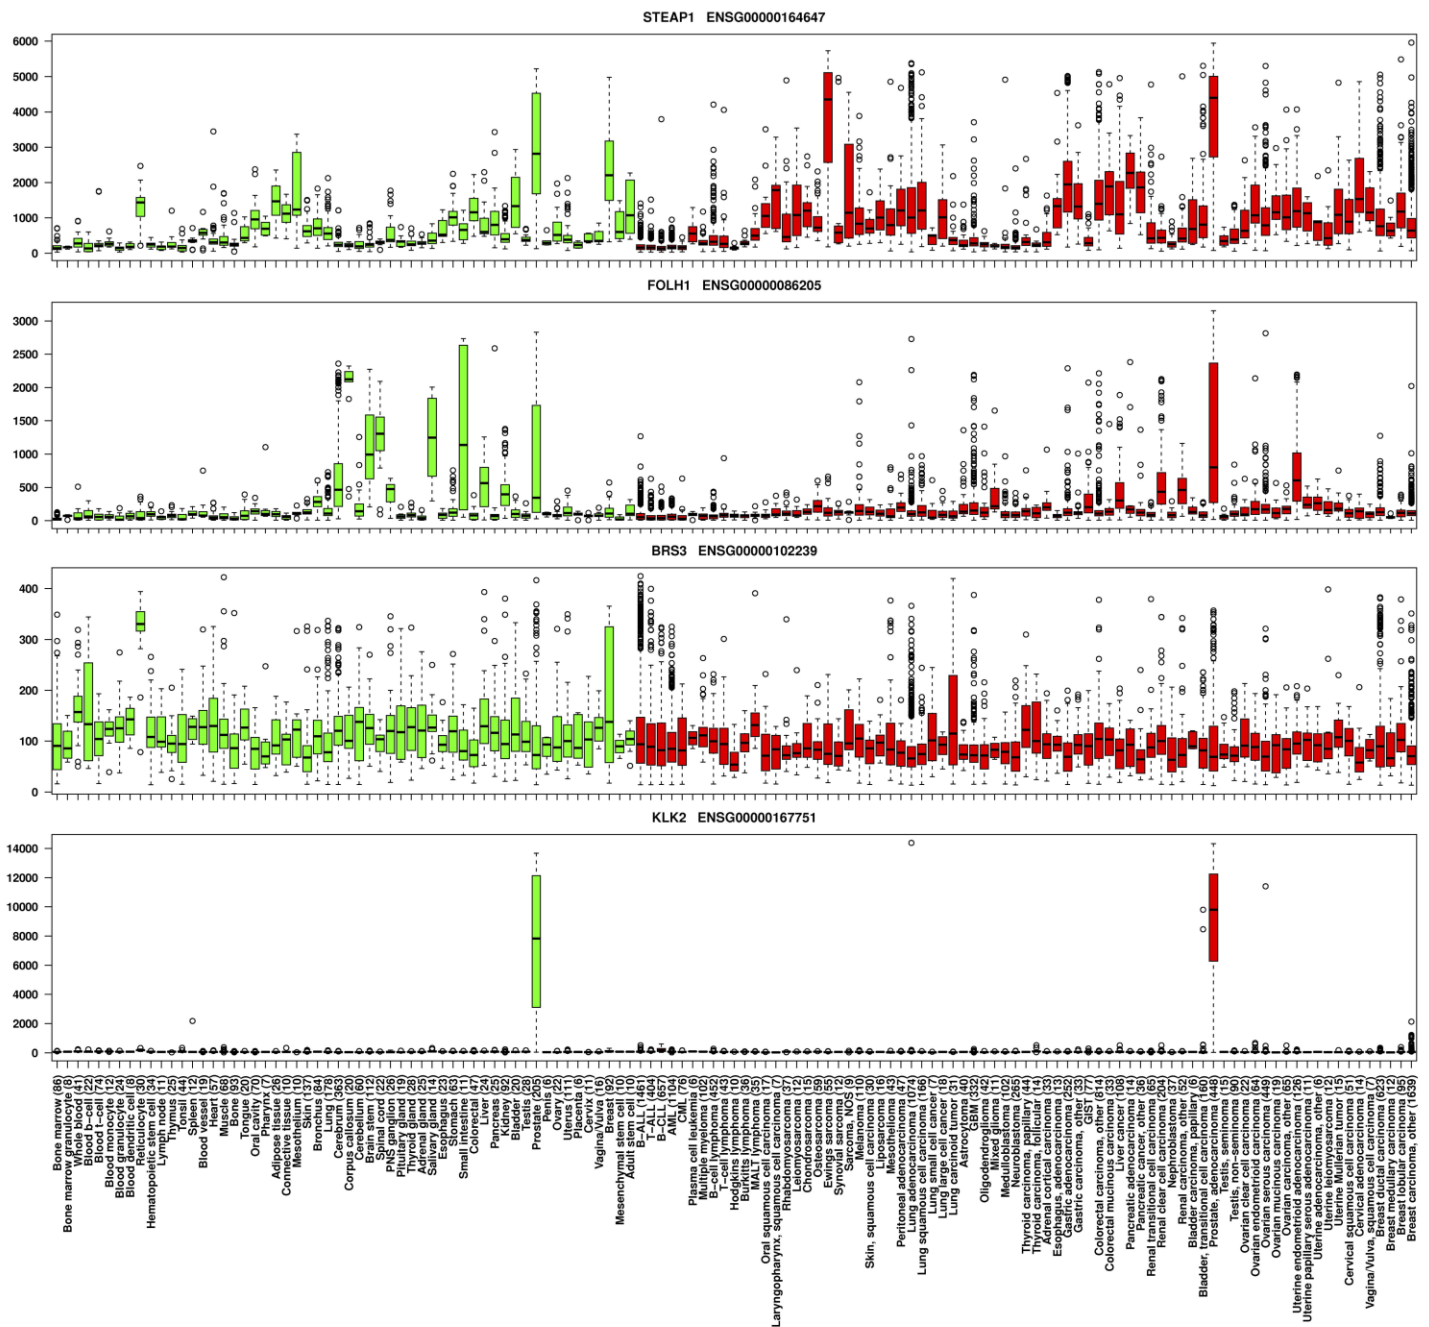 STEAP1 ENSG00000164647
6000
5000
4000
3000
2000
1000
0
FOLH1 ENSG00000086205
3000
2500
2000
1500
1000
500
0
BRS3 ENSG00000102239
400
300
200
100
0
KLK2 ENSG00000167751
14000
12000
10000
8000
6000
4000
2000
0
Bone marrow (86)
Bone marrow granulocyte (8)
Whole blood (41)
Blood b-cell (22)
Blood t-cell (74)
Blood monocyte (12)
Blood granulocyte (24)
Blood dendritic cell (8)
Reticulocyte (30)
Hematopoietic stem cell (34)
Lymph node (11)
Thymus (25)
Tonsil (44)
Spleen (12)
Blood vessel (119)
Heart (57)
Muscle (68)
Bone (93)
Tongue (20)
Oral cavity (270)
Pharynx (7)
Adipose tissue (126)
Connective tissue (10)
Mesothelium (10)
Skin (137)
Bronchus (84)
Lung (178)
Cerebrum (363)
Corpus callosum (20)
Cerebellum (60)
Brain stem (112)
Spinal cord (22)
PNS ganglion (26)
Pituitary gland (19)
Thyroid gland (28)
Adrenal gland (25)
Salivary gland (14)
Esophagus (23)
Stomach (63)
Small intestine (11)
Colorectal (47)
Liver (24)
Pancreas (25)
Kidney (192)
Bladder (20)
Testis (28)
Prostate (205)
Penis (6)
Ovary (22)
Uterus (111)
Placenta (6)
Cervix (11)
Vagina/Vulva (16)
Breast (92)
Mesenchymal stem cell (10)
Adult stem cell (110)
B-ALL (1461)
T-ALL (404)
B-CLL (657)
AML (1104)
CML (76)
Plasma cell leukemia (6)
Multiple myeloma (102)
B-cell lymphoma (452)
T-cell lymphoma (43)
Hodgkins lymphoma (10)
Burkitts lymphoma (36)
MALT lymphoma (35)
Oral squamous cell carcinoma (177)
Laryngopharynx, squamous cell carcinoma (7)
Rhabdomyosarcoma (37)
Leiomyosarcoma (12)
Chondrosarcoma (15)
Osteosarcoma (59)
Ewings sarcoma (55)
Synovial sarcoma (12)
Sarcoma, NOS (9)
Melanoma (110)
Skin, squamous cell carcinoma (30)
Liposarcoma (16)
Mesothelioma (43)
Peritoneal adenocarcinoma (47)
Lung adenocarcinoma (1074)
Lung squamous cell carcinoma (166)
Lung small cell cancer (7)
Lung large cell cancer (18)
Lung carcinoid tumor (31)
Astrocytoma (40)
GBM (332)
Oligodendroglioma (42)
Mixed glioma (11)
Medulloblastoma (102)
Neuroblastoma (265)
Thyroid carcinoma, papillary (44)
Thyroid carcinoma, follicular (14)
Adrenal cortical carcinoma (33)
Esophagus, adenocarcinoma (11)
Gastric adenocarcinoma (252)
Gastric carcinoma, other (33)
GIST (77)
Colorectal carcinoma, other (814)
Colorectal mucinous carcinoma (33)
Liver cancer (108)
Pancreatic adenocarcinoma (14)
Pancreatic cancer, other (36)
Renal transitional cell carcinoma (65)
Renal clear cell carcinoma (204)
Nephroblastoma (37)
Renal carcinoma, other (52)
Bladder carcinoma, papillary (6)
Bladder, transitional cell carcinoma (160)
Prostate, adenocarcinoma (448)
Testis, seminoma (15)
Testis, non-seminoma (90)
Ovarian clear cell carcinoma (22)
Ovarian endometrioid carcinoma (64)
Ovarian serous carcinoma (449)
Ovarian mucinous carcinoma (19)
Ovarian carcinoma, other (65)
Uterine endometrioid adenocarcinoma (126)
Uterine papillary serous adenocarcinoma (11)
Uterine adenocarcinoma, other (6)
Uterine leiomyoma (12)
Uterine Mullerian tumor (15)
Cervical squamous cell carcinoma (51)
Cervical adenocarcinoma (14)
Vagina/Vulva, squamous cell carcinoma (7)
Breast ductal carcinoma (623)
Breast medullary carcinoma (12)
Breast lobular carcinoma (95)
Breast carcinoma, other (1639)